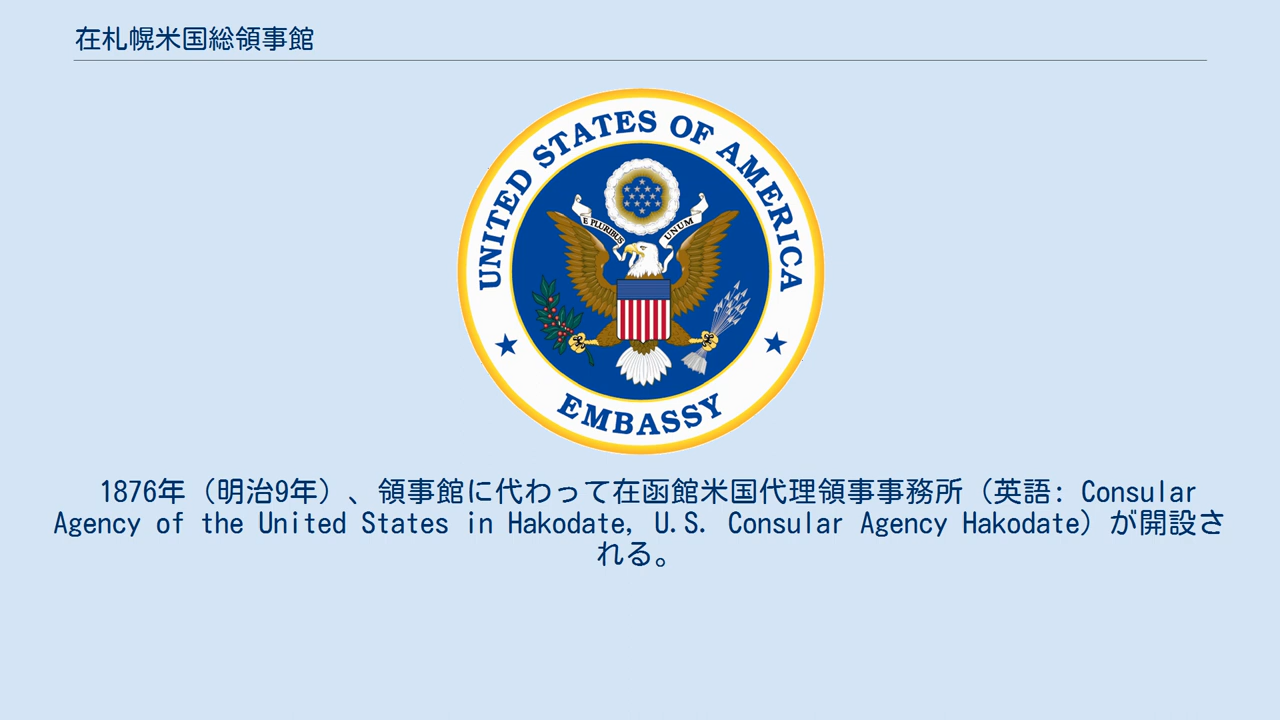 在札幌米国総領事館
UNITED STATES OF AMERICA
E PLURIBUS UNUM
EMBASSY
1876年（明治9年）、領事館に代わって在函館米国代理領事事務所（英語: Consular
Agency of the United States in Hakodate, U.S. Consular Agency Hakodate）が開設さ
れる。